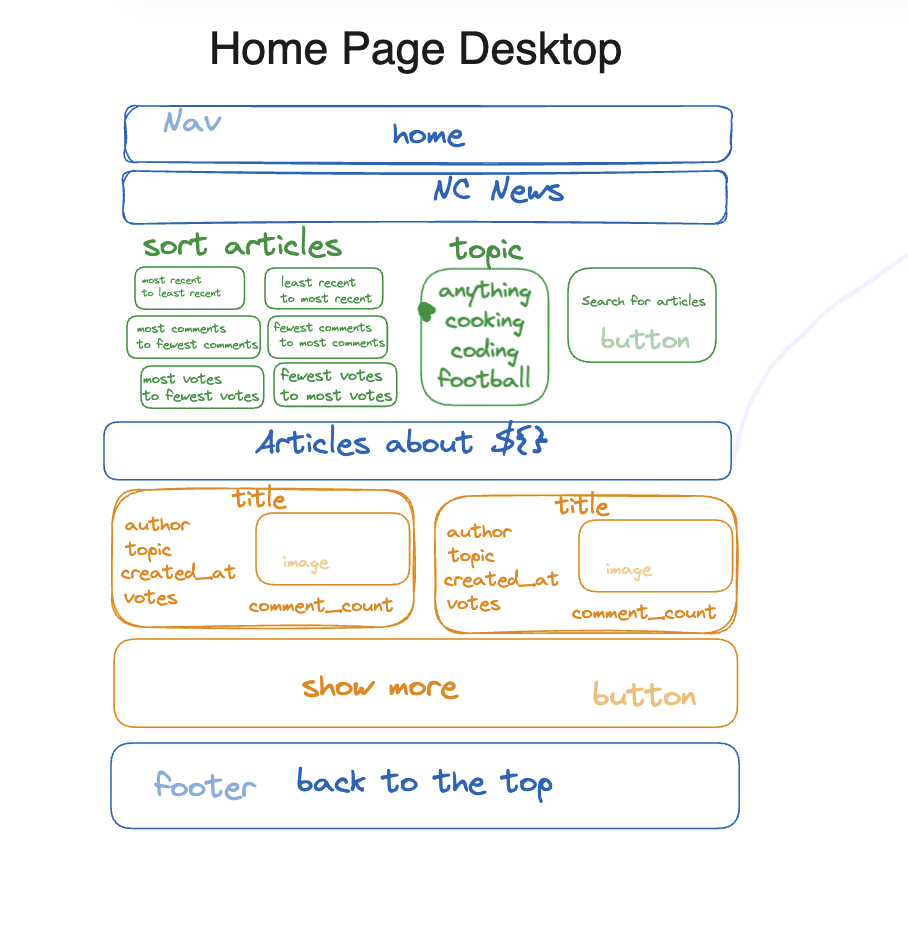 Home Page Desktop
Nav
home
NC News
sort articles
most recent
to least recent
least recent
to most recent
most comments
to fewest comments
fewest comments
to most comments
most votes
to fewest votes
fewest votes
to most votes
topic
anything
cooking
coding
football
Search for articles
button
Articles about ${}
title
author
topic
created_at
votes
image
comment_count
title
author
topic
created_at
votes
image
comment_count
show more
button
footer
back to the top